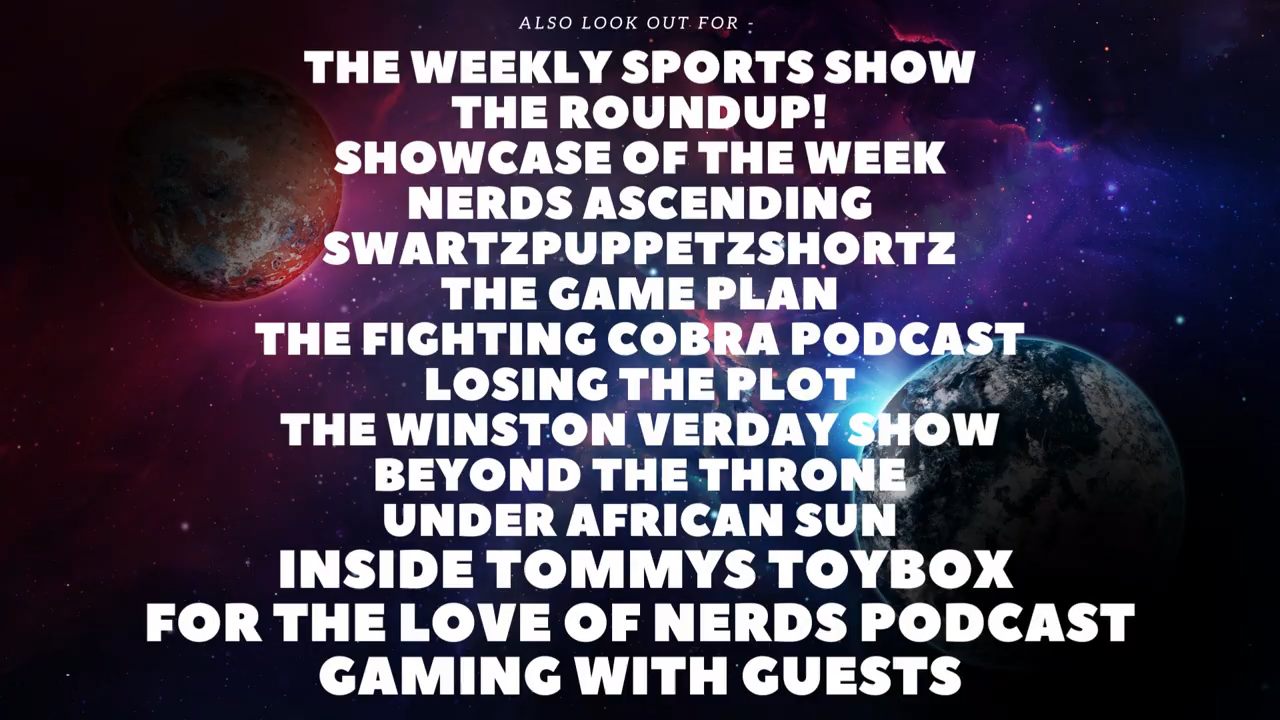 ALSO LOOK OUT FOR -
THE WEEKLY SPORTS SHOW
THE ROUNDUP!
SHOWCASE OF THE WEEK
NERDS ASCENDING
SWARTZPUPPETZSHORTZ
THE GAME PLAN
THE FIGHTING COBRA PODCAST
LOSING THE PLOT
THE WINSTON VERDAY SHOW
BEYOND THE THRONE
UNDER AFRICAN SUN
INSIDE TOMMYS TOYBOX
FOR THE LOVE OF NERDS PODCAST
GAMING WITH GUESTS